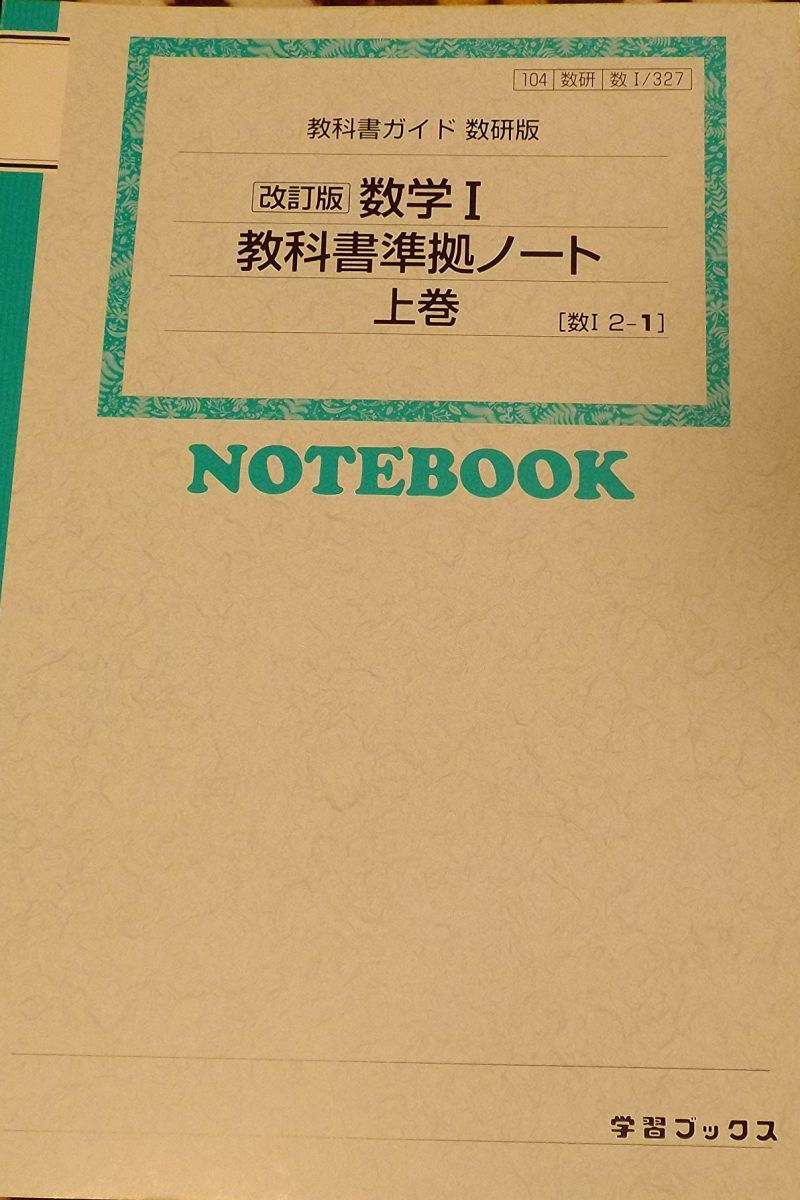 104 数研 数Ⅰ/327
教科書ガイド 数研版
改訂版 数学Ⅰ
教科書準拠ノート
上巻
[数Ⅰ 2-1]
NOTEBOOK
学習ブックス